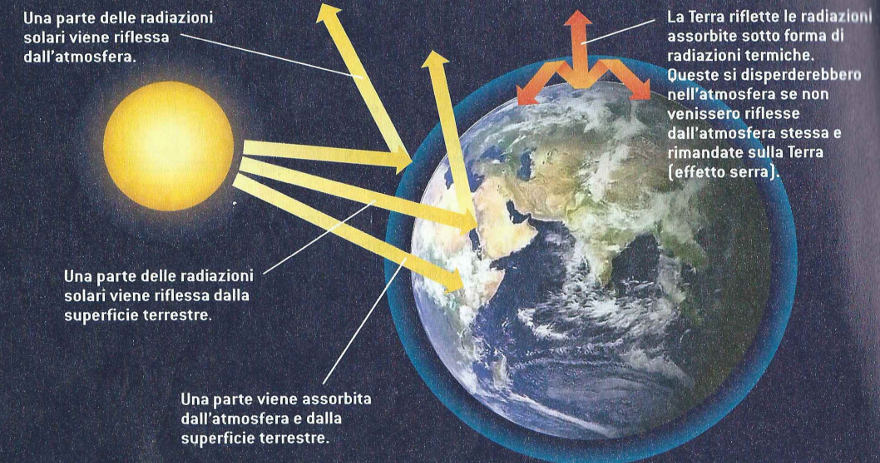 Una parte delle radiazioni
solari viene riflessa
dall'atmosfera.
La Terra riflette le radiazioni
assorbite sotto forma di
radiazioni termiche.
Queste si disperderebbero
nell'atmosfera se non
venissero riflesse
dall'atmosfera stessa e
rimandate sulla Terra
(effetto serra).
Una parte delle radiazioni
solari viene riflessa dalla
superficie terrestre.
Una parte viene assorbita
dall'atmosfera e dalla
superficie terrestre.